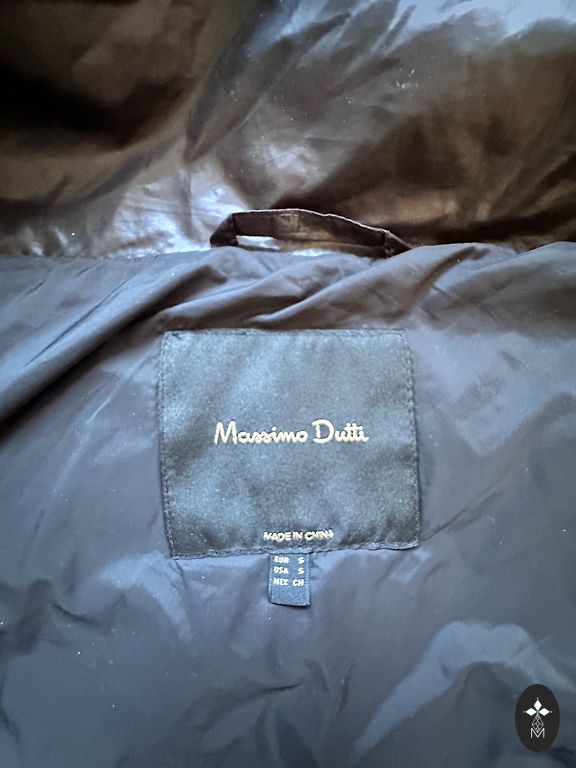 Massimo Dutti
MADE IN CHINA
EUR S
USA S
MEX CH
M